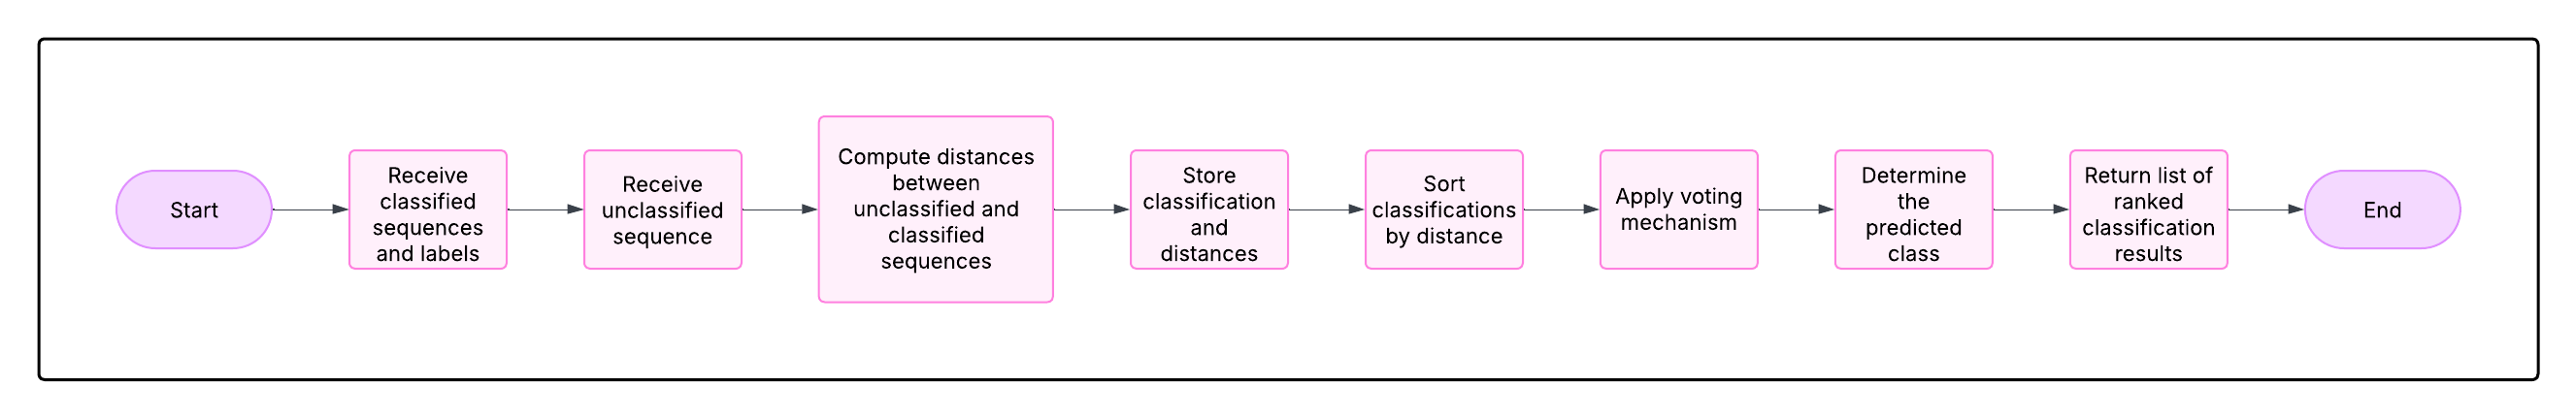 Start
Receive
classified
sequences
and labels
Receive
unclassified
sequence
Compute distances
between
unclassified and
classified
sequences
Store
classification
and
distances
Sort
classifications
by distance
Apply voting
mechanism
Determine
the
predicted
class
Return list of
ranked
classification
results
End